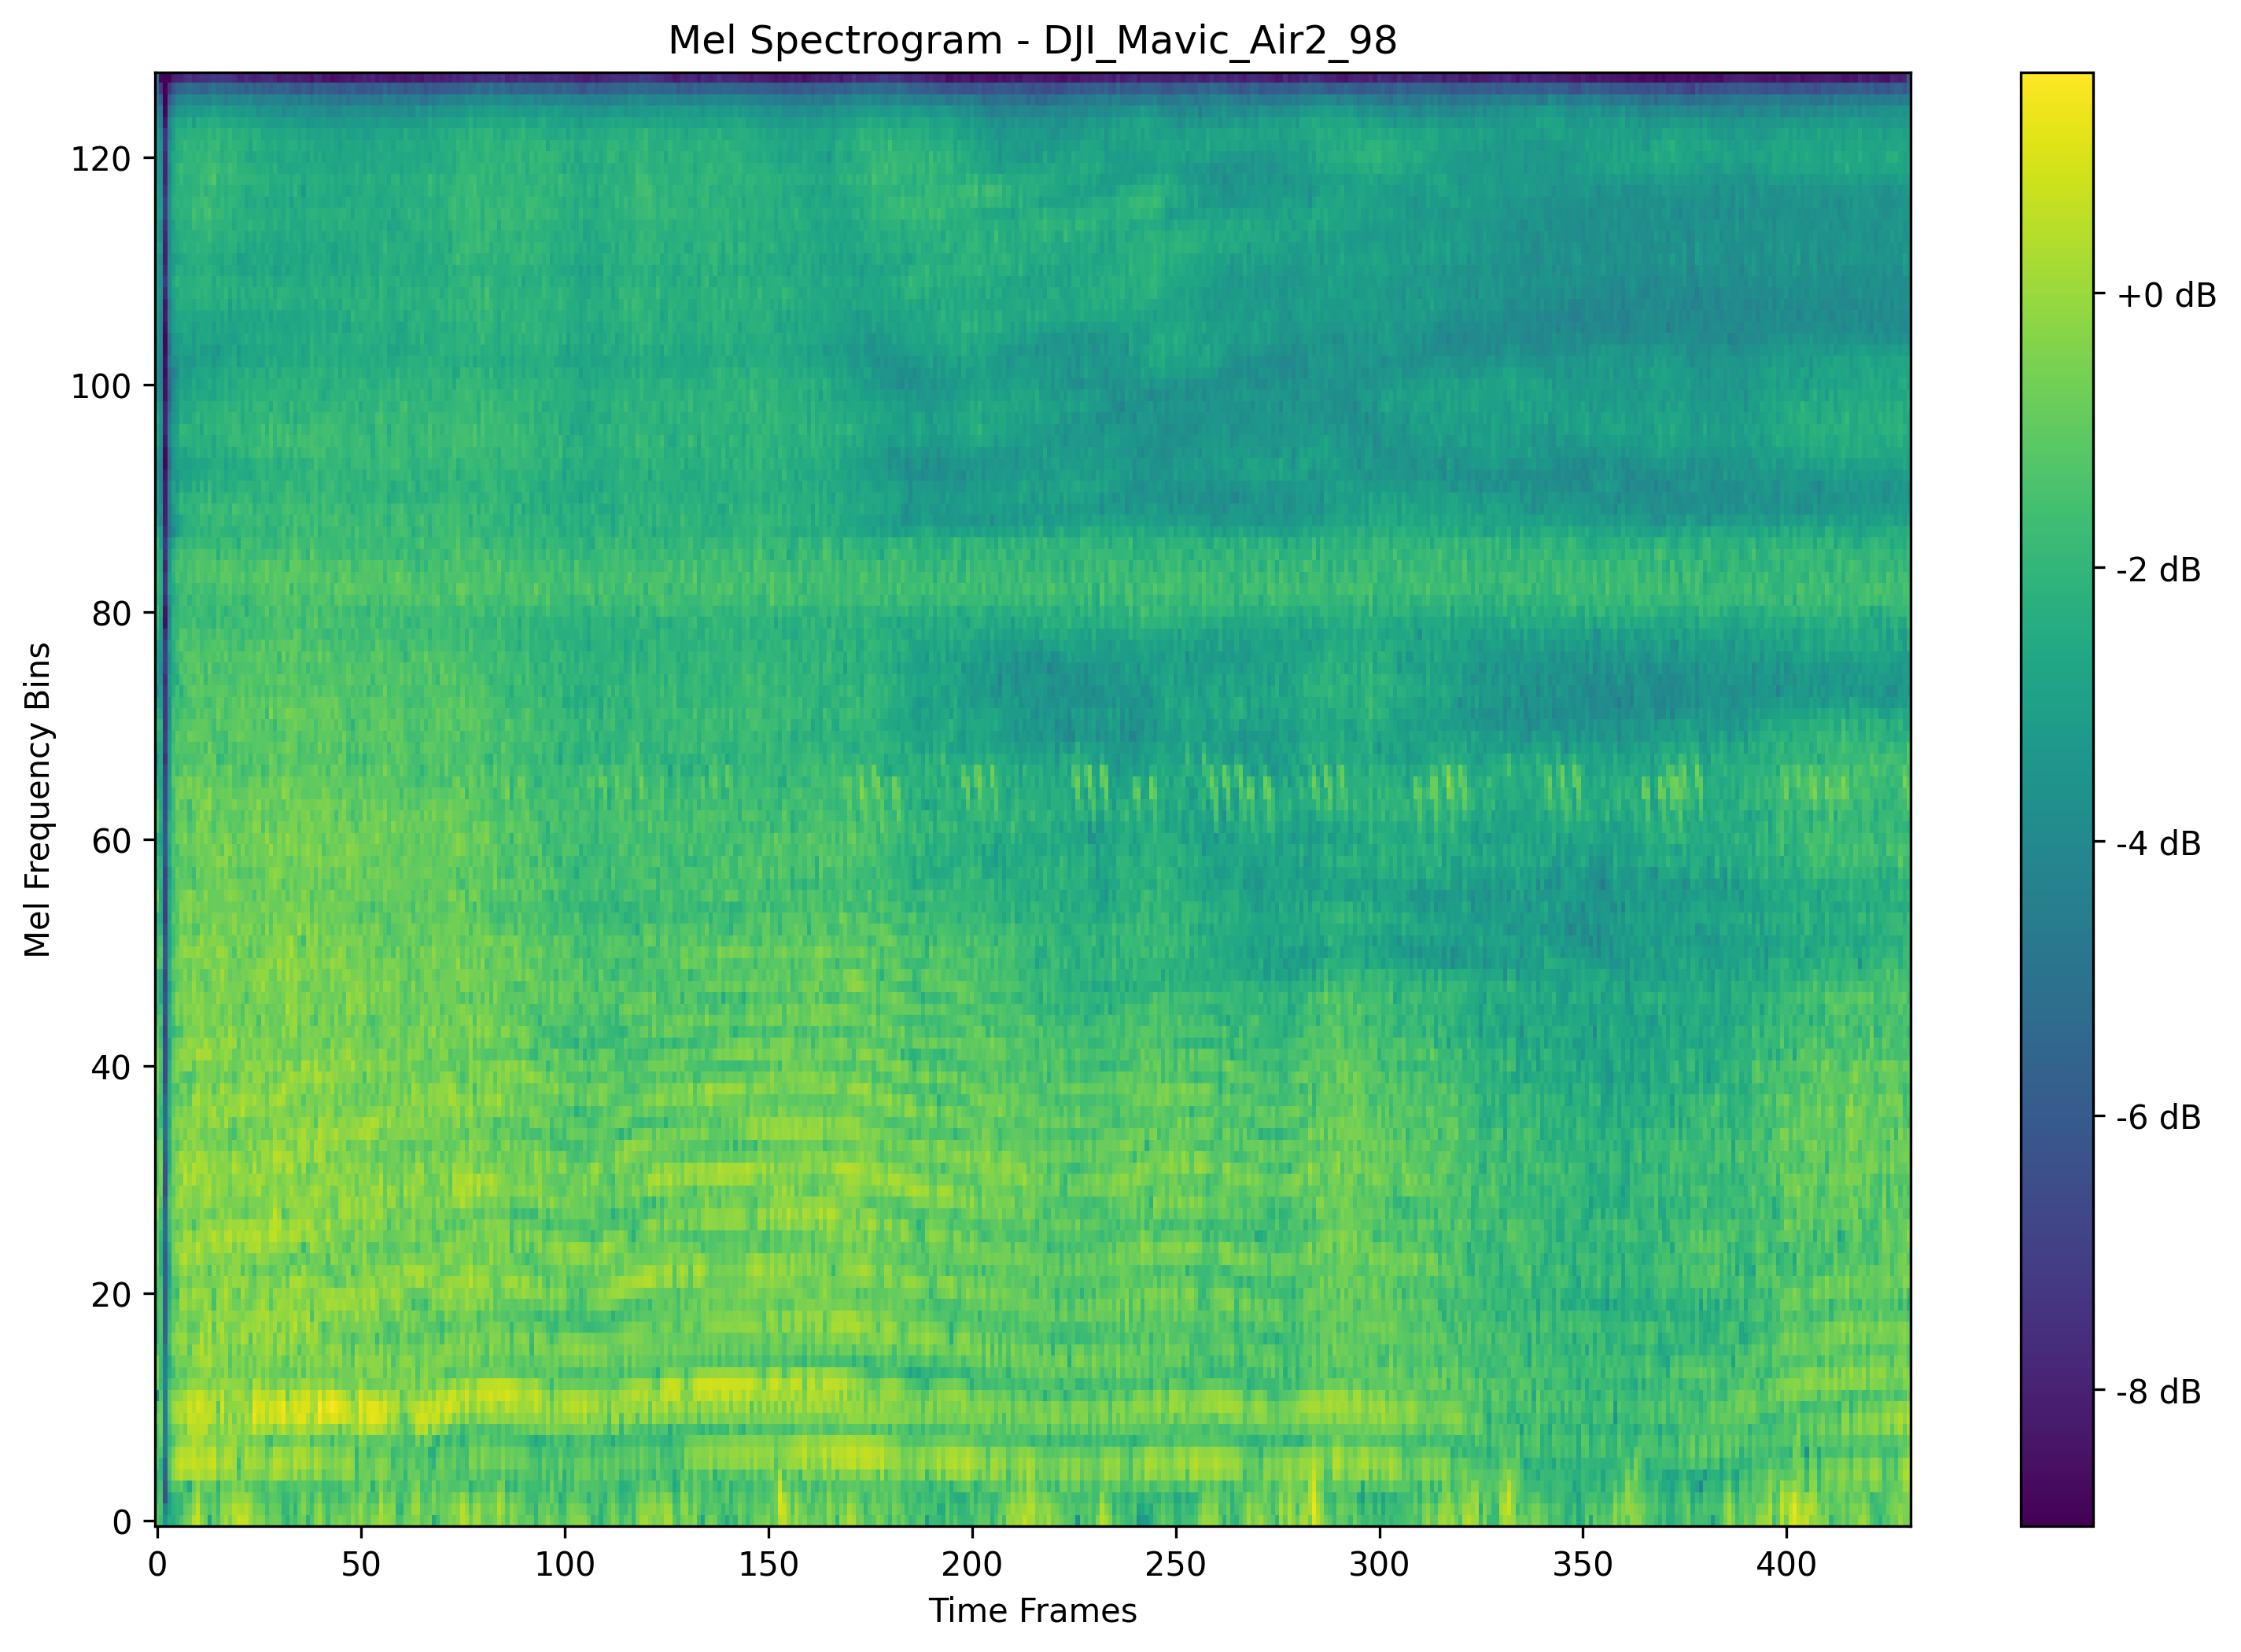 Mel Spectrogram - DJI_Mavic_Air2_98
Mel Frequency Bins
120
100
80
60
40
20
0
0 50 100 150 200 250 300 350 400
Time Frames
+0 dB
-2 dB
-4 dB
-6 dB
-8 dB